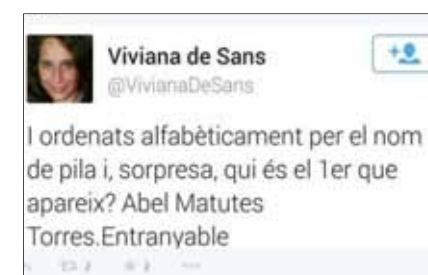 Viviana de Sans
@VivianaDeSans
I ordenats alfabèticament per el nom
de pila i, sorpresa, qui és el 1er que
apareix? Abel Matutes
Torres.Entranyable